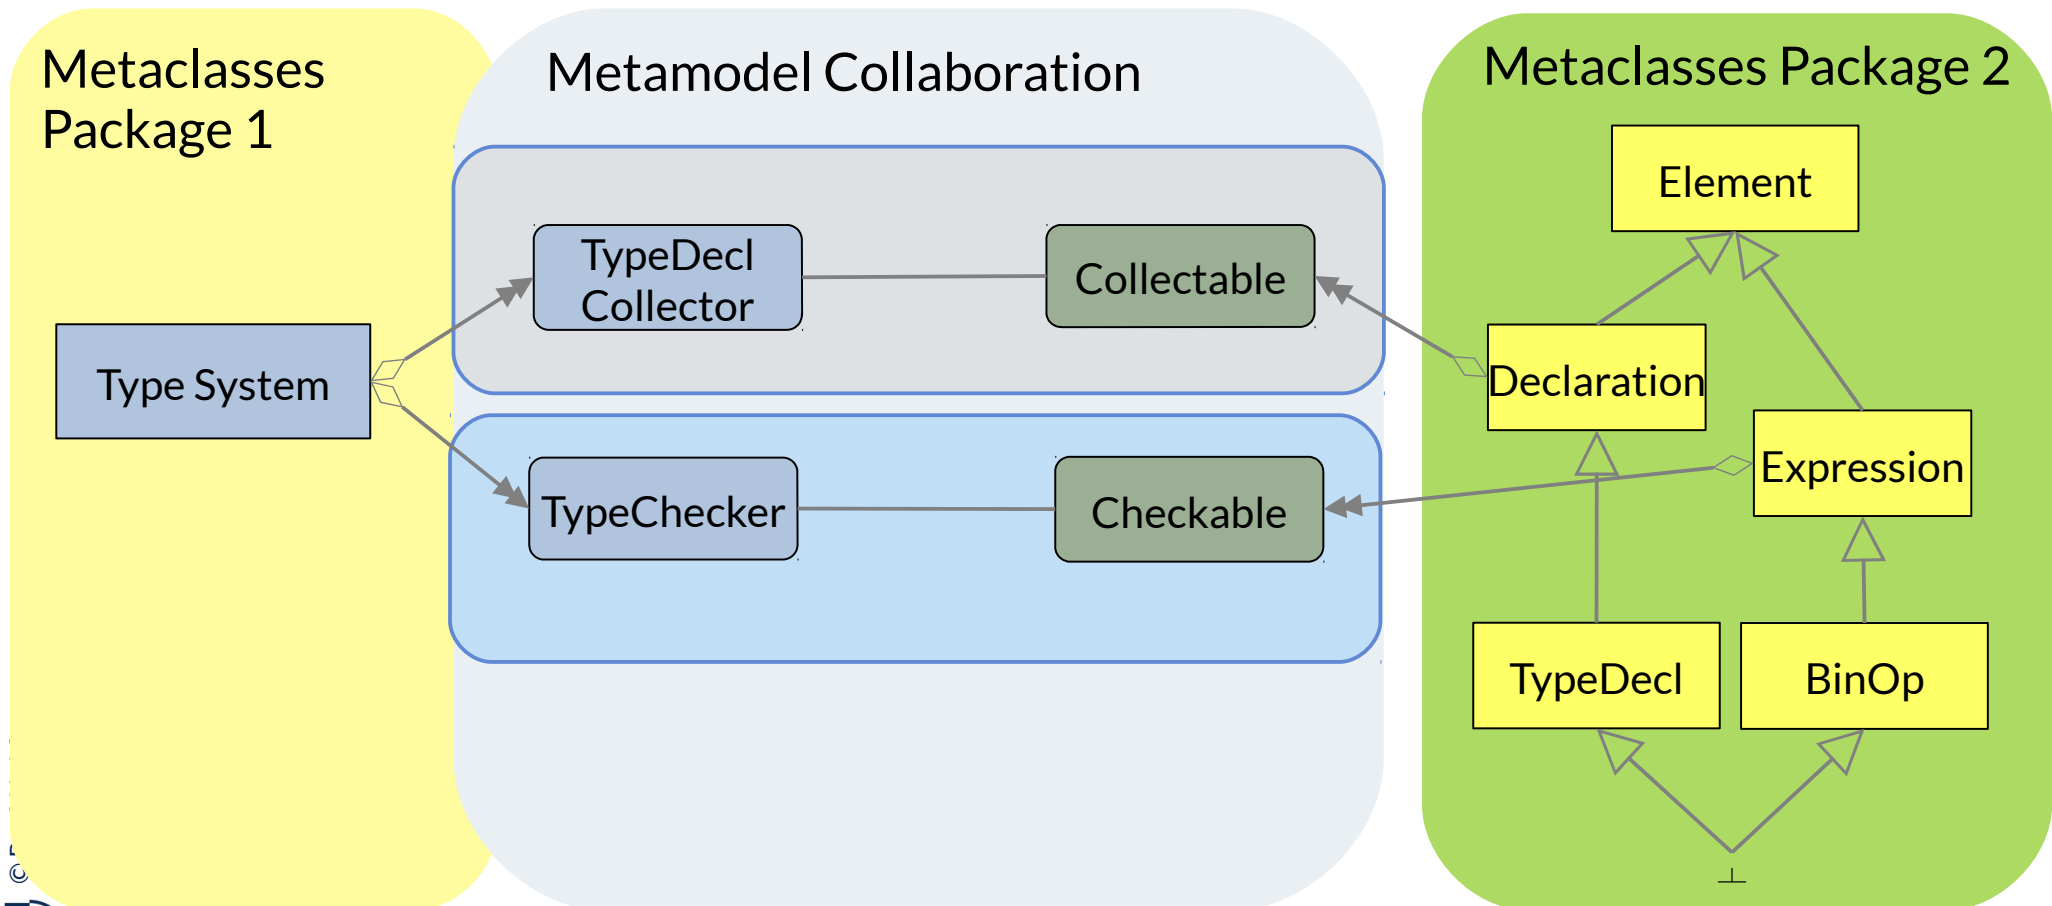 Metaclasses
Package 1
Metamodel Collaboration
Metaclasses Package 2
Element
TypeDecl
Collector
Collectable
Type System
Declaration
Expression
TypeChecker
Checkable
TypeDecl
BinOp
⊥
©